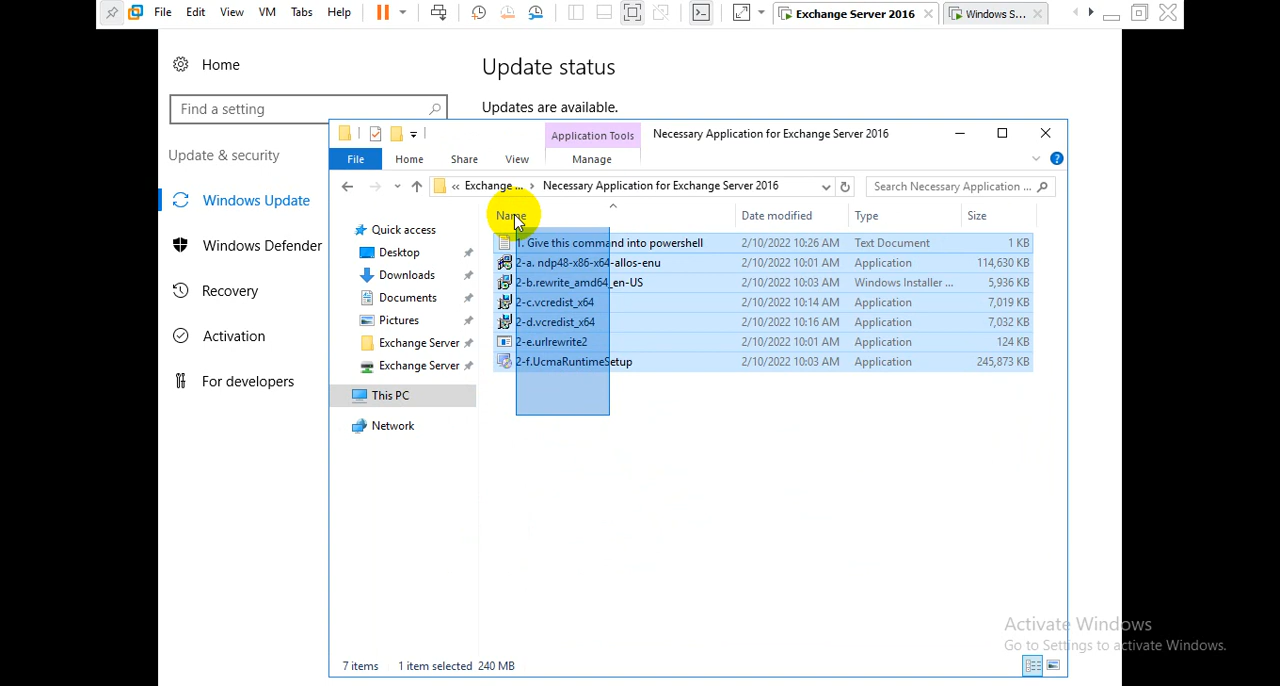 File Edit View VM Tabs Help Exchange Server 2016 Windows S...
Home
Update status
Find a setting
Updates are available.
Update & security
Windows Update
Windows Defender
Recovery
Activation
For developers
Application Tools Necessary Application for Exchange Server 2016
File Home Share View Manage
« Exchange ... › Necessary Application for Exchange Server 2016 Search Necessary Application ...
Name Date modified Type Size
Quick access
Desktop
Downloads
Documents
Pictures
Exchange Server
Exchange Server
This PC
Network
1. Give this command into powershell 2/10/2022 10:26 AM Text Document 1 KB
2-a. ndp48-x86-x64-allos-enu 2/10/2022 10:01 AM Application 114,630 KB
2-b.rewrite_amd64_en-US 2/10/2022 10:03 AM Windows Installer ... 5,936 KB
2-c.vcredist_x64 2/10/2022 10:14 AM Application 7,019 KB
2-d.vcredist_x64 2/10/2022 10:16 AM Application 7,032 KB
2-e.urlrewrite2 2/10/2022 10:01 AM Application 124 KB
2-f.UcmaRuntimeSetup 2/10/2022 10:03 AM Application 245,873 KB
7 items 1 item selected 240 MB
Activate Windows
Go to Settings to activate Windows.